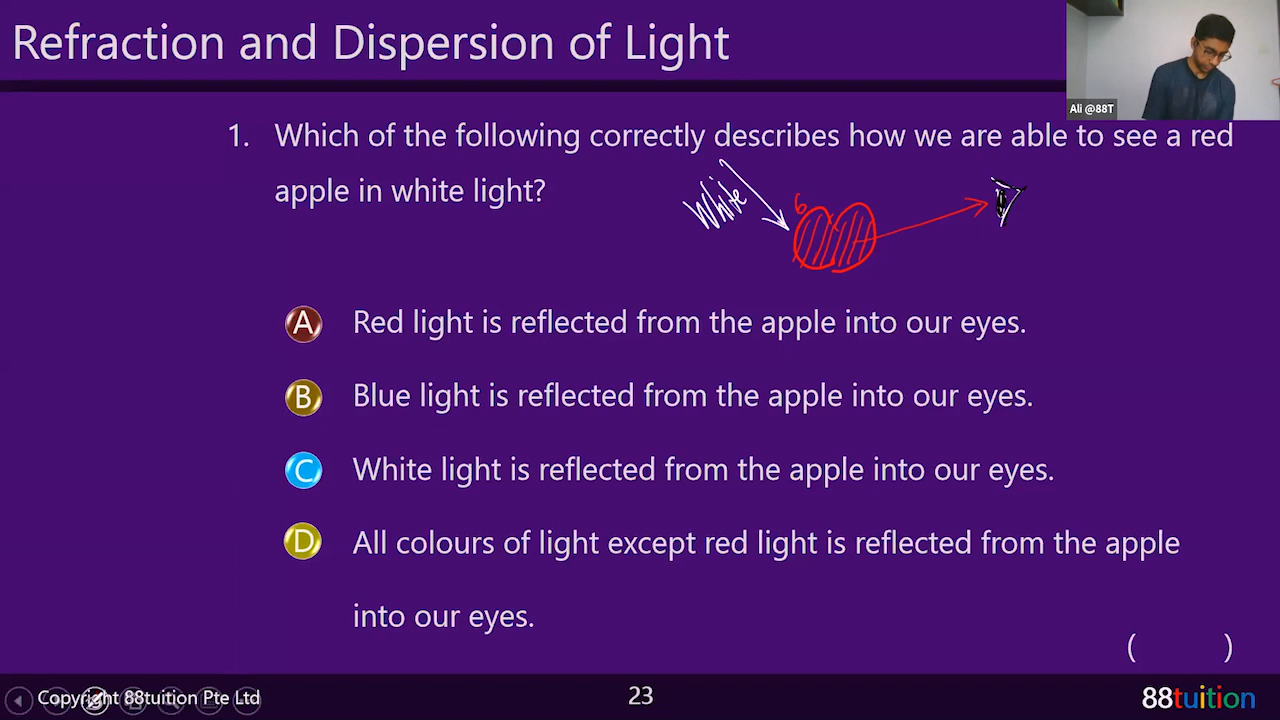 Refraction and Dispersion of Light
Ali @88T
1. Which of the following correctly describes how we are able to see a red
apple in white light?
White
A Red light is reflected from the apple into our eyes.
B Blue light is reflected from the apple into our eyes.
C White light is reflected from the apple into our eyes.
D All colours of light except red light is reflected from the apple
into our eyes.
( )
Copyright 88tuition Pte Ltd
23
88tuition